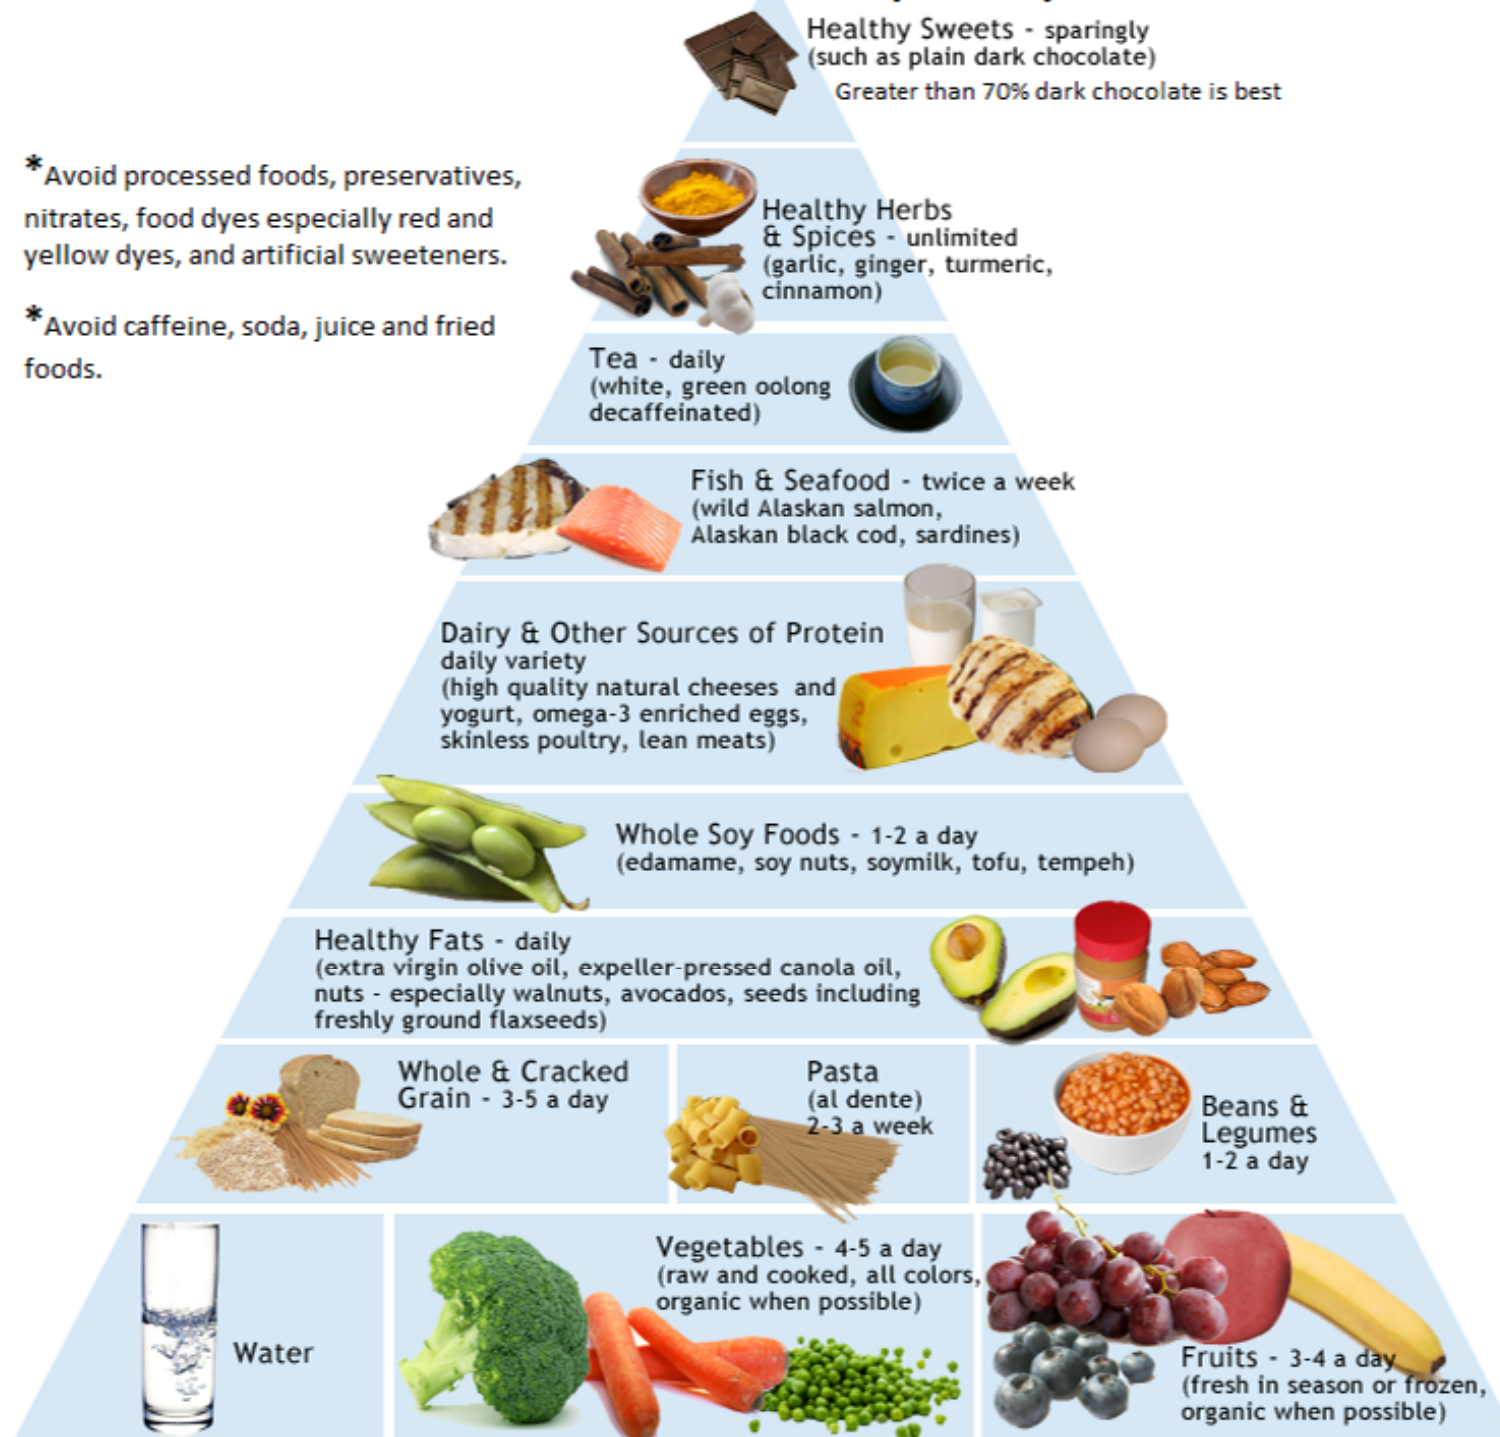 Healthy Sweets - sparingly
(such as plain dark chocolate)
Greater than 70% dark chocolate is best
*Avoid processed foods, preservatives,
nitrates, food dyes especially red and
yellow dyes, and artificial sweeteners.
*Avoid caffeine, soda, juice and fried
foods.
Healthy Herbs
& Spices - unlimited
(garlic, ginger, turmeric,
cinnamon)
Tea - daily
(white, green oolong
decaffeinated)
Fish & Seafood - twice a week
(wild Alaskan salmon,
Alaskan black cod, sardines)
Dairy & Other Sources of Protein
daily variety
(high quality natural cheeses and
yogurt, omega-3 enriched eggs,
skinless poultry, lean meats)
Whole Soy Foods - 1-2 a day
(edamame, soy nuts, soymilk, tofu, tempeh)
Healthy Fats - daily
(extra virgin olive oil, expeller-pressed canola oil,
nuts - especially walnuts, avocados, seeds including
freshly ground flaxseeds)
Whole & Cracked
Grain - 3-5 a day
Pasta
(al dente)
2-3 a week
Beans &
Legumes
1-2 a day
Water
Vegetables - 4-5 a day
(raw and cooked, all colors,
organic when possible)
Fruits - 3-4 a day
(fresh in season or frozen,
organic when possible)